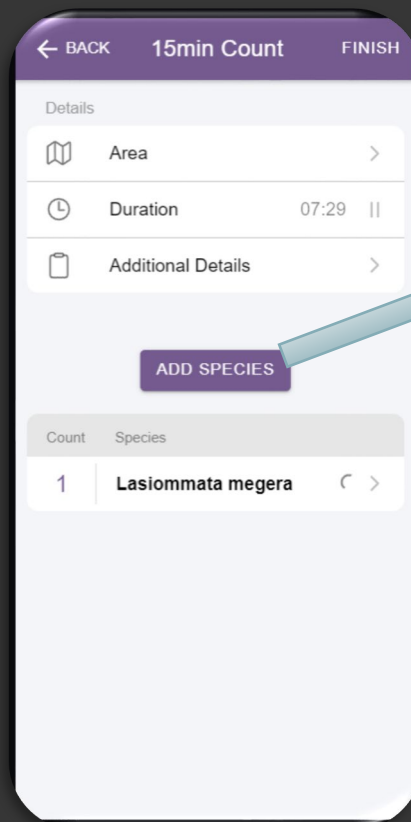 BACK 15min Count FINISH
Details
Area
Duration 07:29
Additional Details
ADD SPECIES
Count Species
1 Lasiommata megera